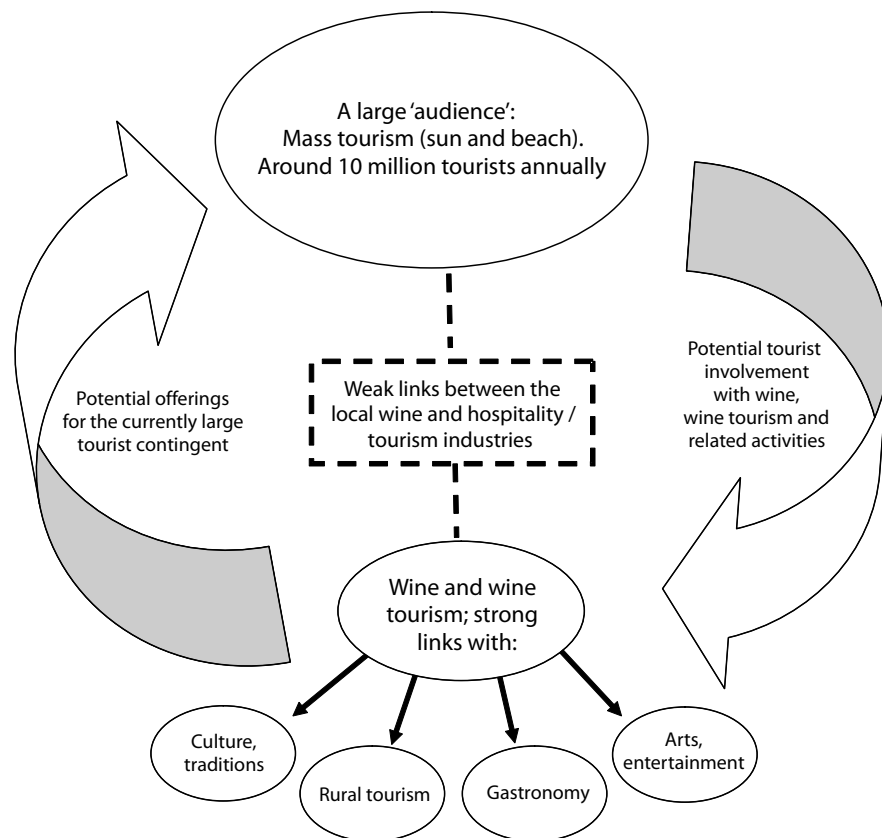 A large ‘audience’:
Mass tourism (sun and beach).
Around 10 million tourists annually
Potential offerings
for the currently large
tourist contingent
Weak links between the
local wine and hospitality /
tourism industries
Potential tourist
involvement
with wine,
wine tourism and
related activities
Wine and wine
tourism; strong
links with:
Culture,
traditions
Rural tourism
Gastronomy
Arts,
entertainment